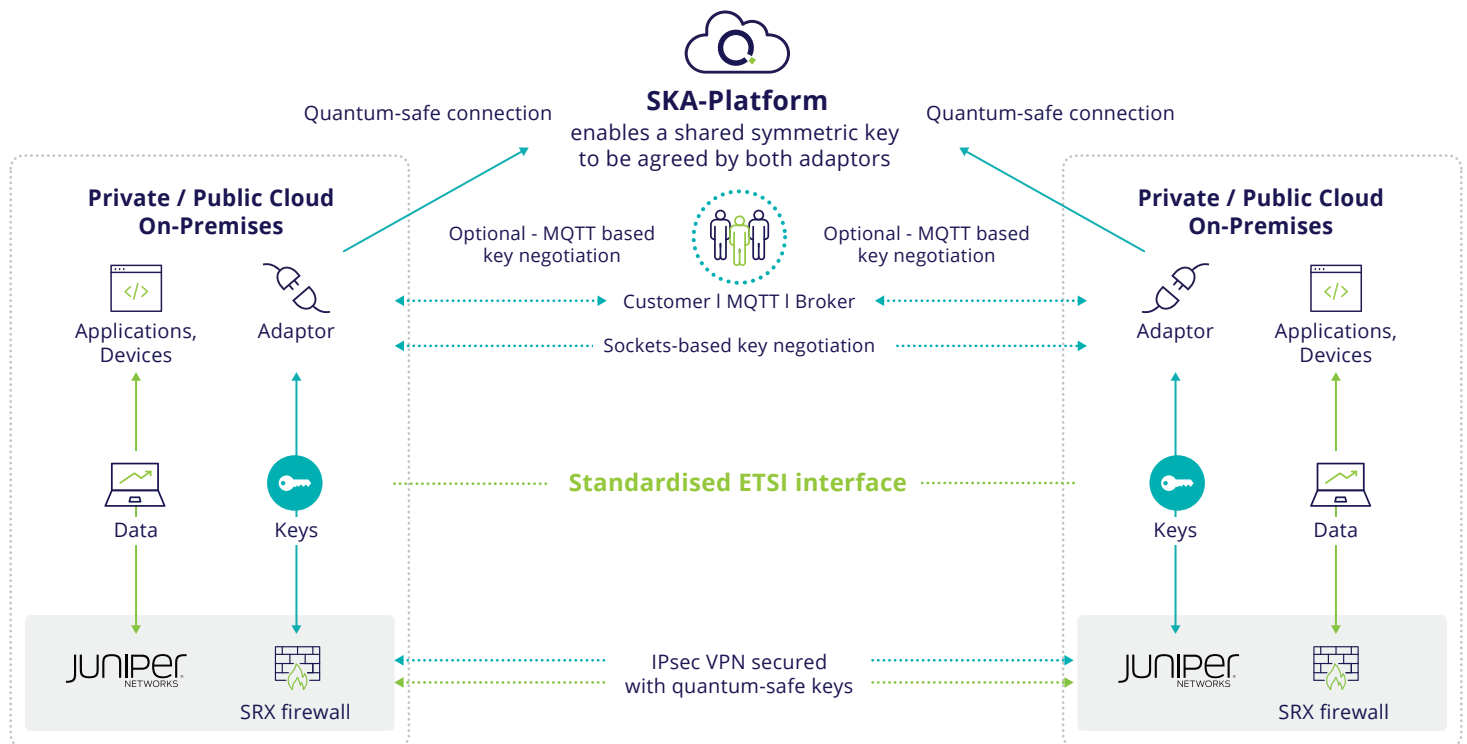 SKA-Platform
enables a shared symmetric key
to be agreed by both adaptors
Quantum-safe connection
Quantum-safe connection
Private / Public Cloud
On-Premises
Applications,
Devices
Adaptor
Data
Keys
JUNIPEr
NETWORKS
SRX firewall
Optional - MQTT based
key negotiation
Optional - MQTT based
key negotiation
Customer l MQTT l Broker
Sockets-based key negotiation
Standardised ETSI interface
IPsec VPN secured
with quantum-safe keys
Private / Public Cloud
On-Premises
Adaptor
Applications,
Devices
Keys
Data
JUNIPEr
NETWORKS
SRX firewall